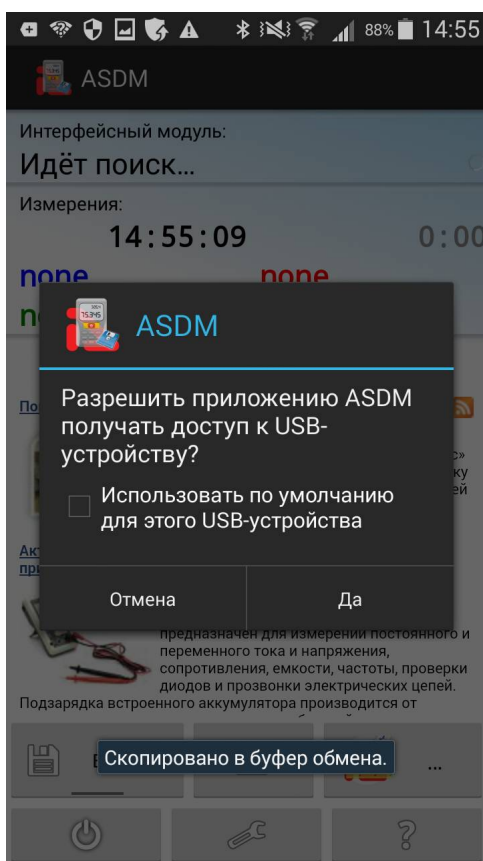 88% 14:55
ASDM
Интерфейсный модуль:
Идёт поиск...
Измерения:
14:55:09 0:00
none none
ASDM
Разрешить приложению ASDM
получать доступ к USB-
устройству?
Использовать по умолчанию
для этого USB-устройства
Отмена Да
предназначен для измерений постоянного и
переменного тока и напряжения,
сопротивления, емкости, частоты, проверки
диодов и прозвонки электрических цепей.
Подзарядка встроенного аккумулятора производится от
Скопировано в буфер обмена.
...